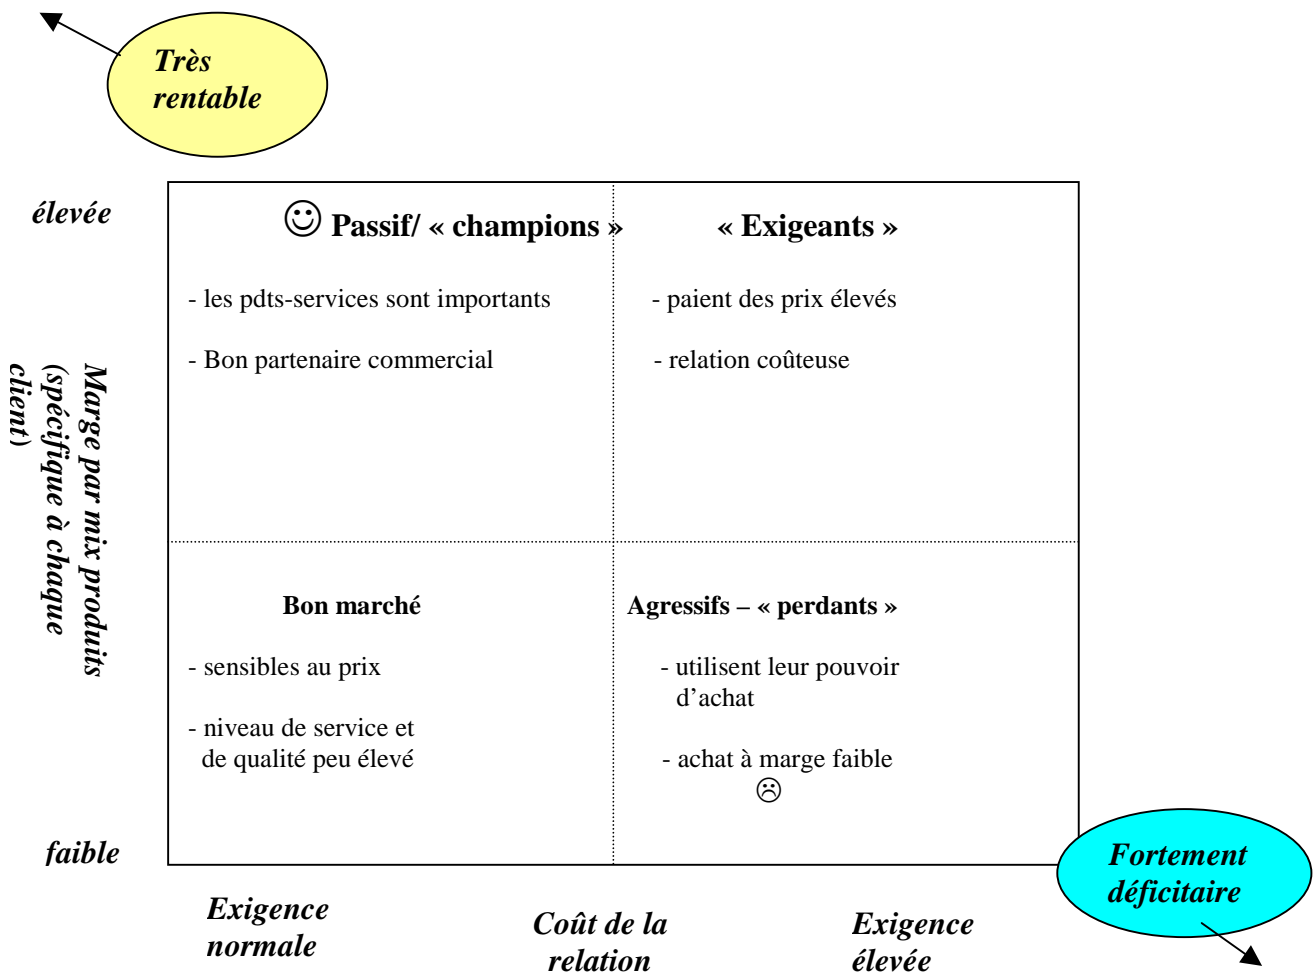 Très
rentable
élevée
☺ Passif/ « champions »
« Exigeants »
- les pdts-services sont importants
- paient des prix élevés
- Bon partenaire commercial
- relation coûteuse
Marge par mix produits
(spécifique à chaque
client)
Bon marché
Agressifs – « perdants »
- sensibles au prix
- utilisent leur pouvoir
d’achat
- niveau de service et
de qualité peu élevé
- achat à marge faible
☹
faible
Fortement
déficitaire
Exigence
normale
Coût de la
relation
Exigence
élevée